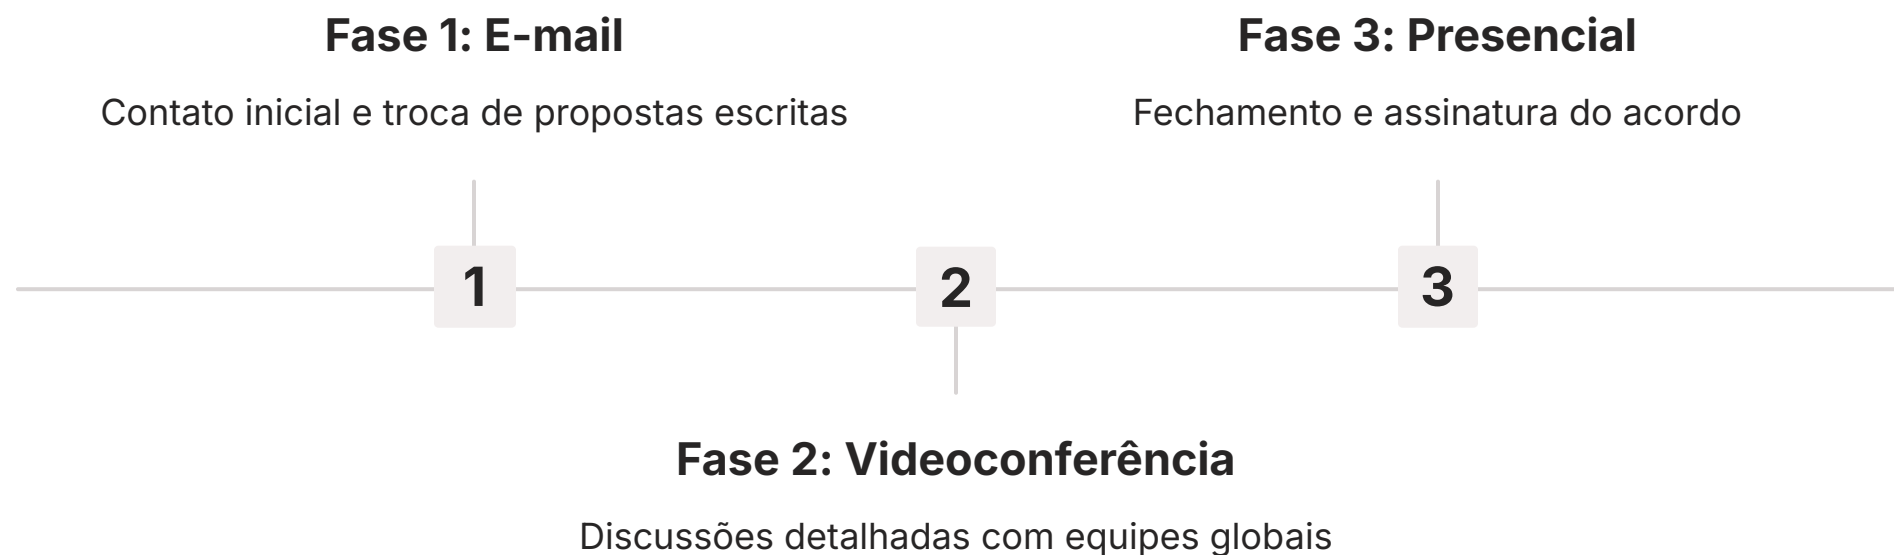 Fase 1: E-mail
Contato inicial e troca de propostas escritas
Fase 3: Presencial
Fechamento e assinatura do acordo
1
2
3
Fase 2: Videoconferência
Discussões detalhadas com equipes globais